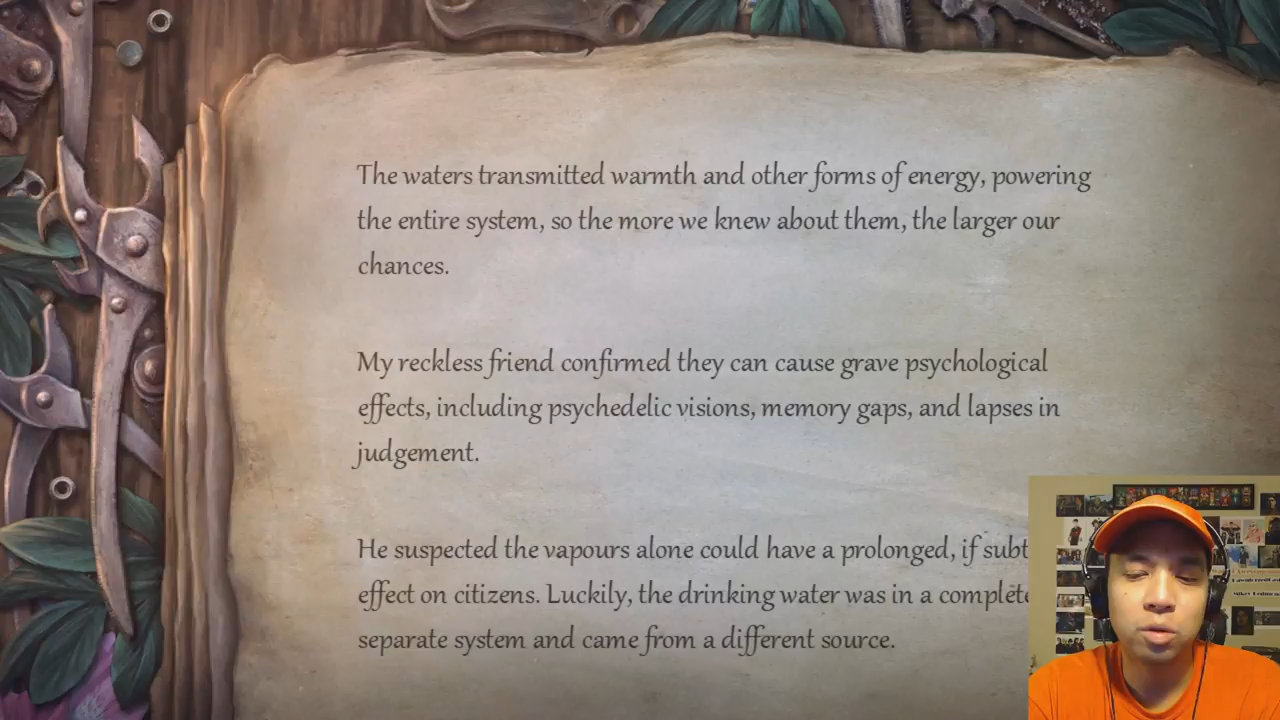 The waters transmitted warmth and other forms of energy, powering
the entire system, so the more we knew about them, the larger our
chances.
My reckless friend confirmed they can cause grave psychological
effects, including psychedelic visions, memory gaps, and lapses in
judgement.
He suspected the vapours alone could have a prolonged, if
effect on citizens. Luckily, the drinking water was in a
separate system and came from a different source.